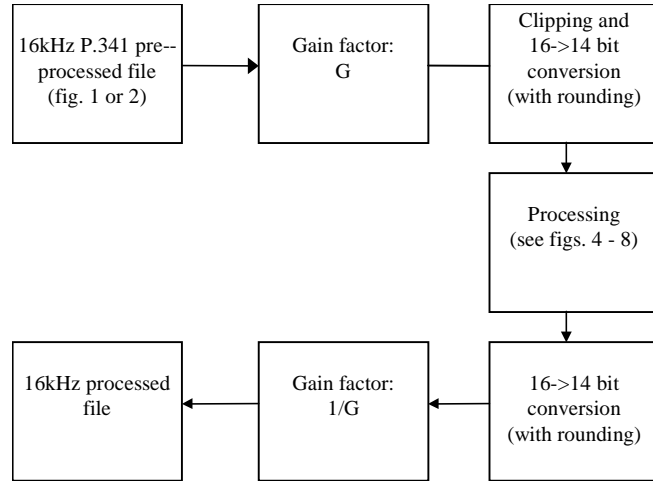 16kHz P.341 pre--
processed file
(fig. 1 or 2)
Gain factor:
G
Clipping and
16->14 bit
conversion
(with rounding)
Processing
(see figs. 4 - 8)
16->14 bit
conversion
(with rounding)
Gain factor:
1/G
16kHz processed
file